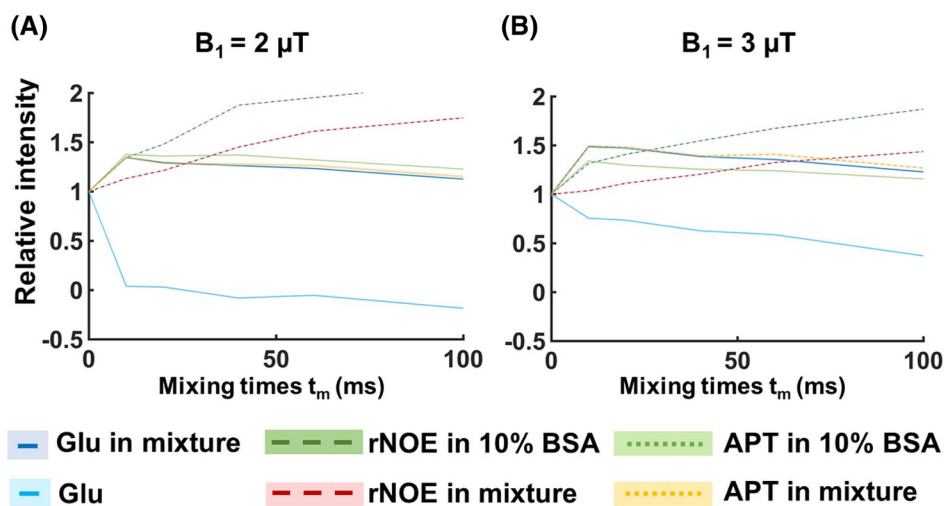 (A)
B₁ = 2 µT
(B)
B₁ = 3 µT
Relative intensity
2
1.5
1
0.5
0
-0.5
0
50
100
Mixing times tₘ (ms)
2
1.5
1
0.5
0
-0.5
0
50
100
Mixing times tₘ (ms)
Glu in mixture
rNOE in 10% BSA
APT in 10% BSA
Glu
rNOE in mixture
APT in mixture